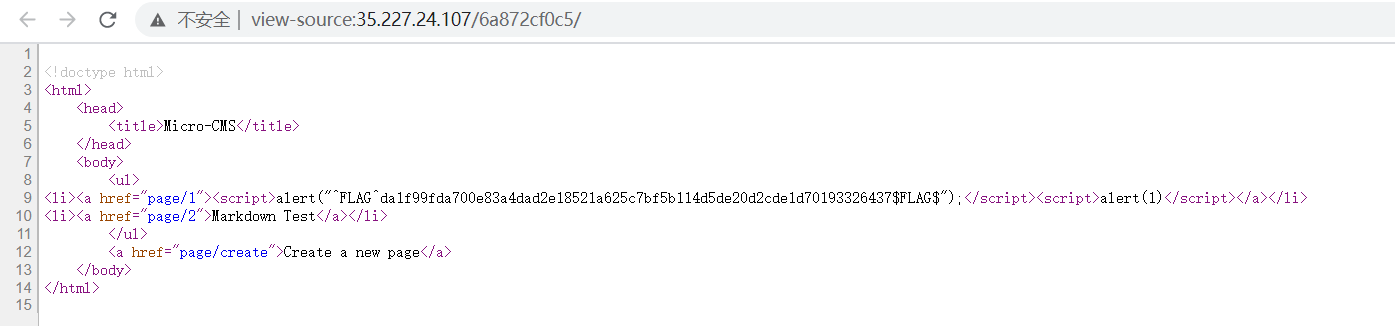 不安全 | view-source:35.227.24.107/6a872cf0c5/
1
2 <!doctype html>
3 <html>
4 <head>
5 <title>Micro-CMS</title>
6 </head>
7 <body>
8 <ul>
9 <li><a href="page/1"><script>alert("^FLAG^da1f99fda700e83a4dad2e18521a625c7bf5b114d5de20d2cde1d70193326437$FLAG$");</script><script>alert(1)</script></a></li>
10 <li><a href="page/2">Markdown Test</a></li>
11 </ul>
12 <a href="page/create">Create a new page</a>
13 </body>
14 </html>
15